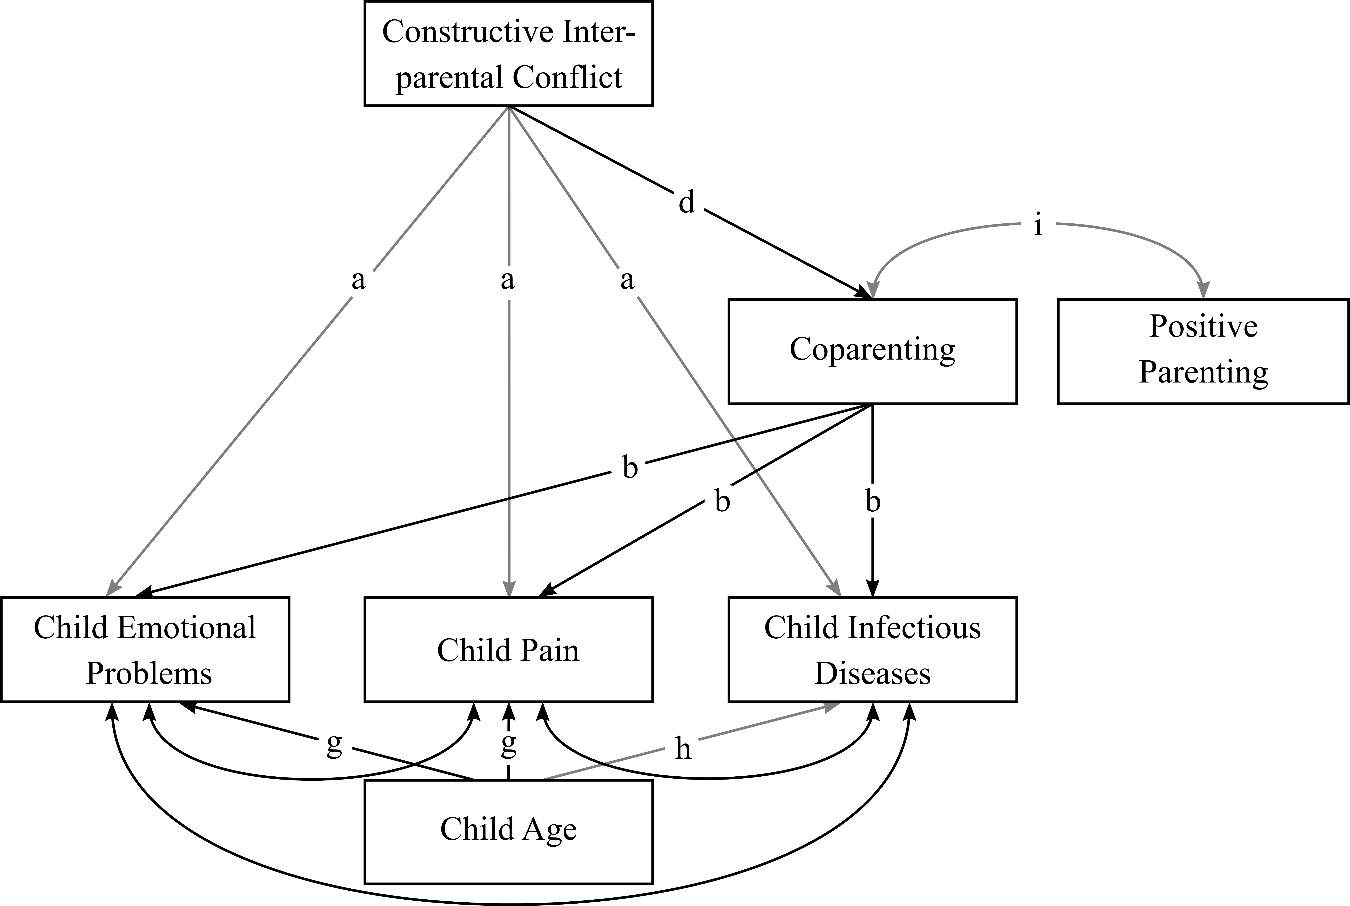 Constructive Inter-
parental Conflict
d
i
a
a
a
Coparenting
Positive
Parenting
b
b
b
Child Emotional
Problems
Child Pain
Child Infectious
Diseases
g
g
h
Child Age